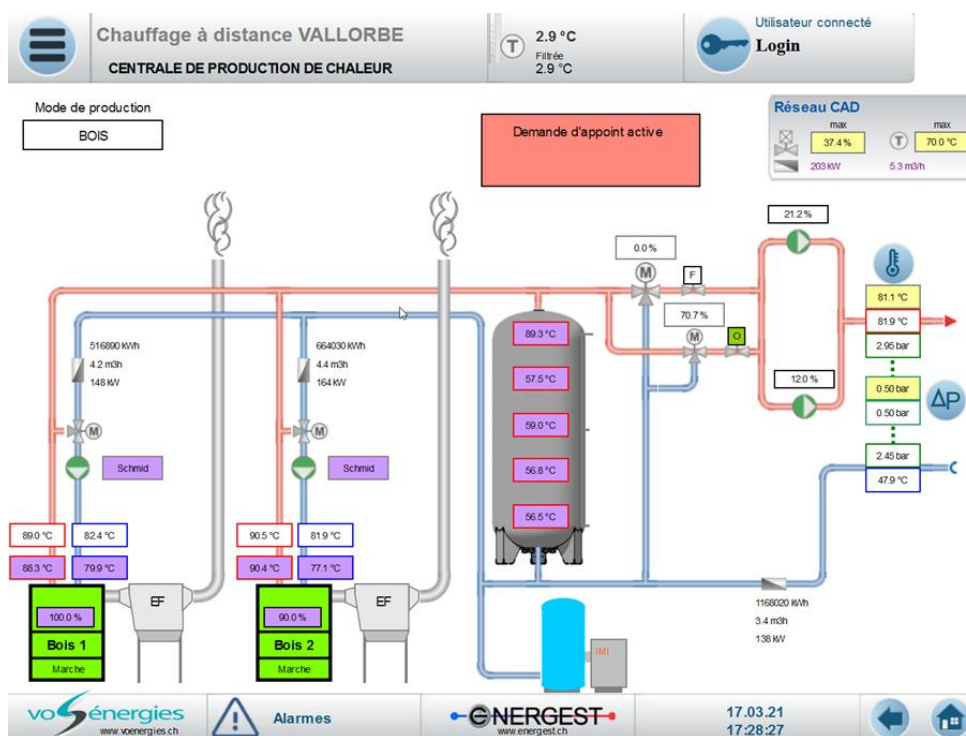 Chauffage à distance VALLORBE
CENTRALE DE PRODUCTION DE CHALEUR
T
2.9 °C
Filtrée
2.9 °C
Utilisateur connecté
Login
Mode de production
BOIS
Demande d'appoint active
Réseau CAD
max
max
37.4 %
T
70.0 °C
203 kW
5.3 m3/h
21.2 %
0.0 %
M
F
81.1 °C
81.9 °C
2.95 bar
70.7 %
M
O
89.3 °C
57.5 °C
59.0 °C
56.8 °C
56.5 °C
12.0 %
0.50 bar
0.50 bar
ΔP
2.45 bar
47.9 °C
516890 kWh
4.2 m3h
148 kW
664030 kWh
4.4 m3h
164 kW
M
M
Schmid
Schmid
89.0 °C
82.4 °C
90.5 °C
81.9 °C
88.3 °C
79.9 °C
90.4 °C
77.1 °C
EF
EF
100.0 %
90.0 %
Bois 1
Bois 2
Marche
Marche
IMI
1168020 kWh
3.4 m3h
138 kW
voénergies
www.voenergies.ch
Alarmes
ENERGEST
www.energest.ch
17.03.21
17:28:27